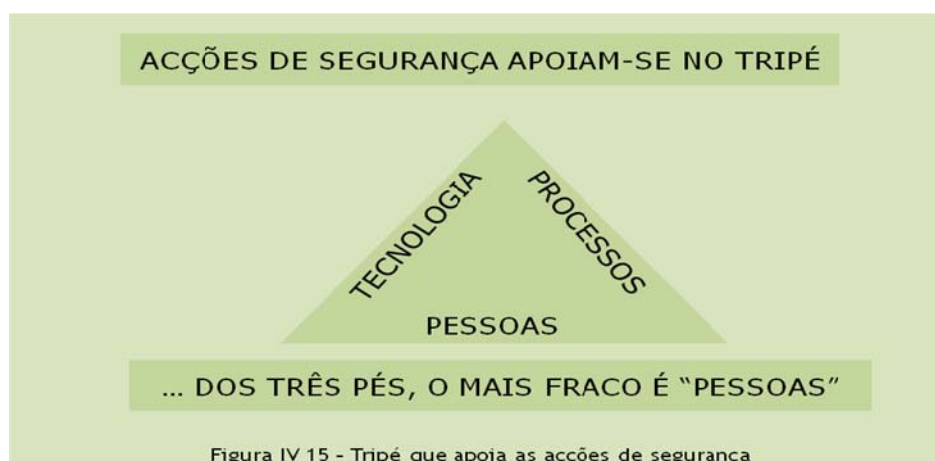 ACÇÕES DE SEGURANÇA APOIAM-SE NO TRIPÉ
TECNOLOGIA
PROCESSOS
PESSOAS
... DOS TRÊS PÉS, O MAIS FRACO É “PESSOAS”
Figura IV 15 - Tripé que apoia as acções de segurança